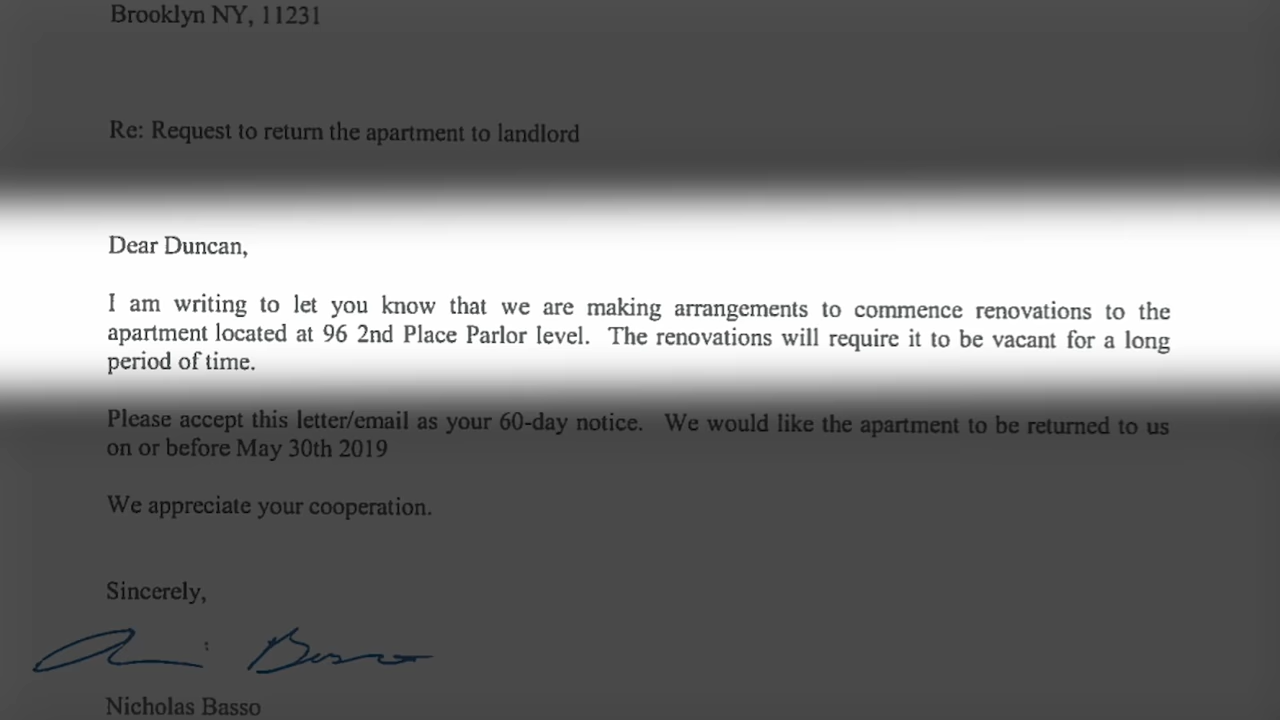 Brooklyn NY, 11231
Re: Request to return the apartment to landlord
Dear Duncan,
I am writing to let you know that we are making arrangements to commence renovations to the
apartment located at 96 2nd Place Parlor level. The renovations will require it to be vacant for a long
period of time.
Please accept this letter/email as your 60-day notice. We would like the apartment to be returned to us
on or before May 30th 2019
We appreciate your cooperation.
Sincerely,
Nicholas Basso